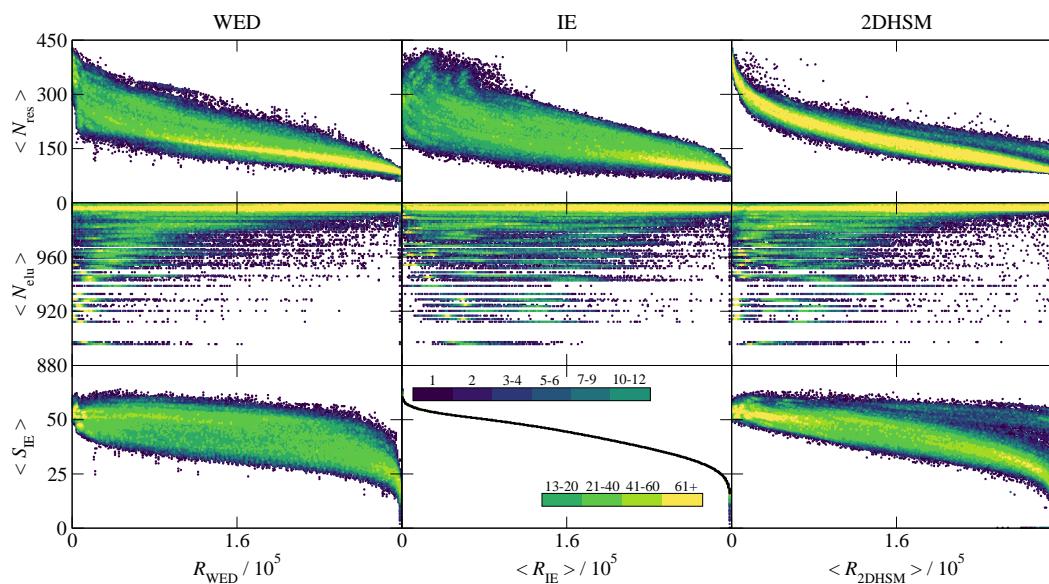 WED IE 2DHSM
450
300
150
0
< N_res >
960
920
880
< N_elu >
1 2 3-4 5-6 7-9 10-12
50
25
0
< S_IE >
13-20 21-40 41-60 61+
1.6 0 1.6 0 1.6
R_WED / 10^5 < R_IE > / 10^5 < R_2DHSM > / 10^5